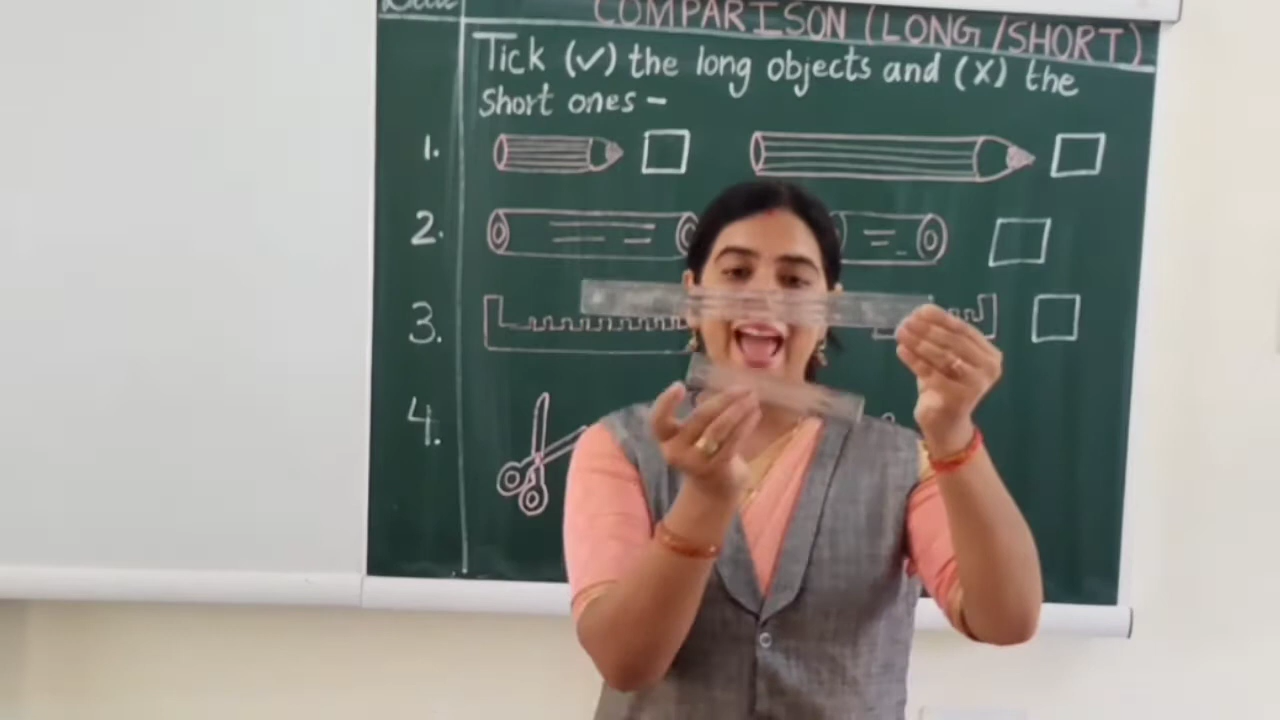 COMPARISON (LONG/SHORT)
Tick (✓) the long objects and (X) the
Short ones -
1.
2.
3.
4.